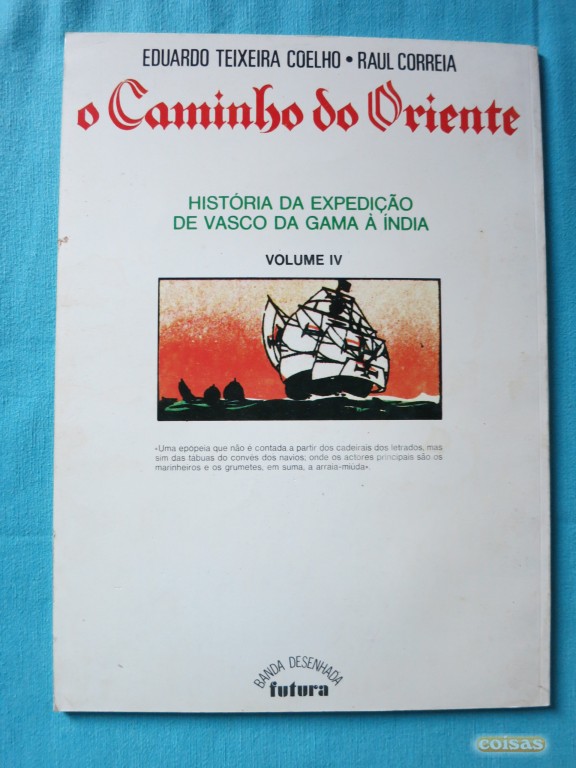 EDUARDO TEIXEIRA COELHO • RAUL CORREIA
o Caminho do Oriente
HISTÓRIA DA EXPEDIÇÃO
DE VASCO DA GAMA À ÍNDIA
VOLUME IV
«Uma epópeia que não é contada a partir dos cadeirais dos letrados, mas
sim das tabuas do convés dos navios; onde os actores principais são os
marinheiros e os grumetes, em suma, a arraia-miúda».
BANDA DESENHADA
futura
coisas